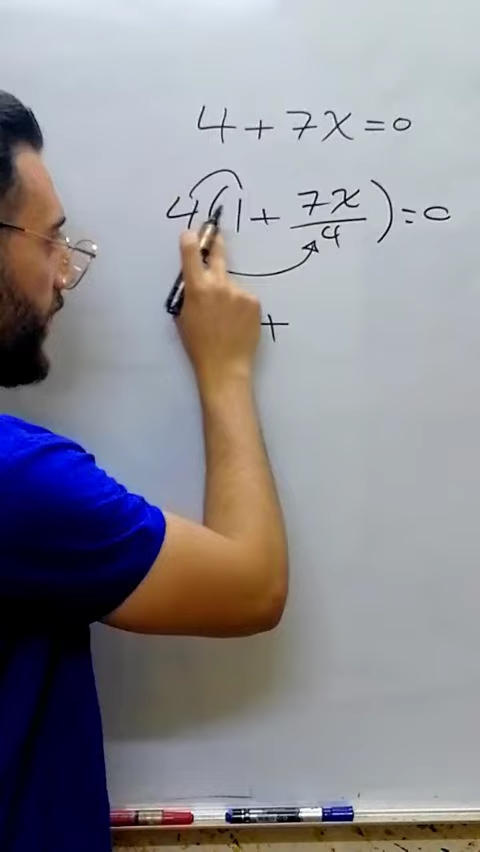 4 + 7x = 0
4(1 + 7x/4) = 0
+